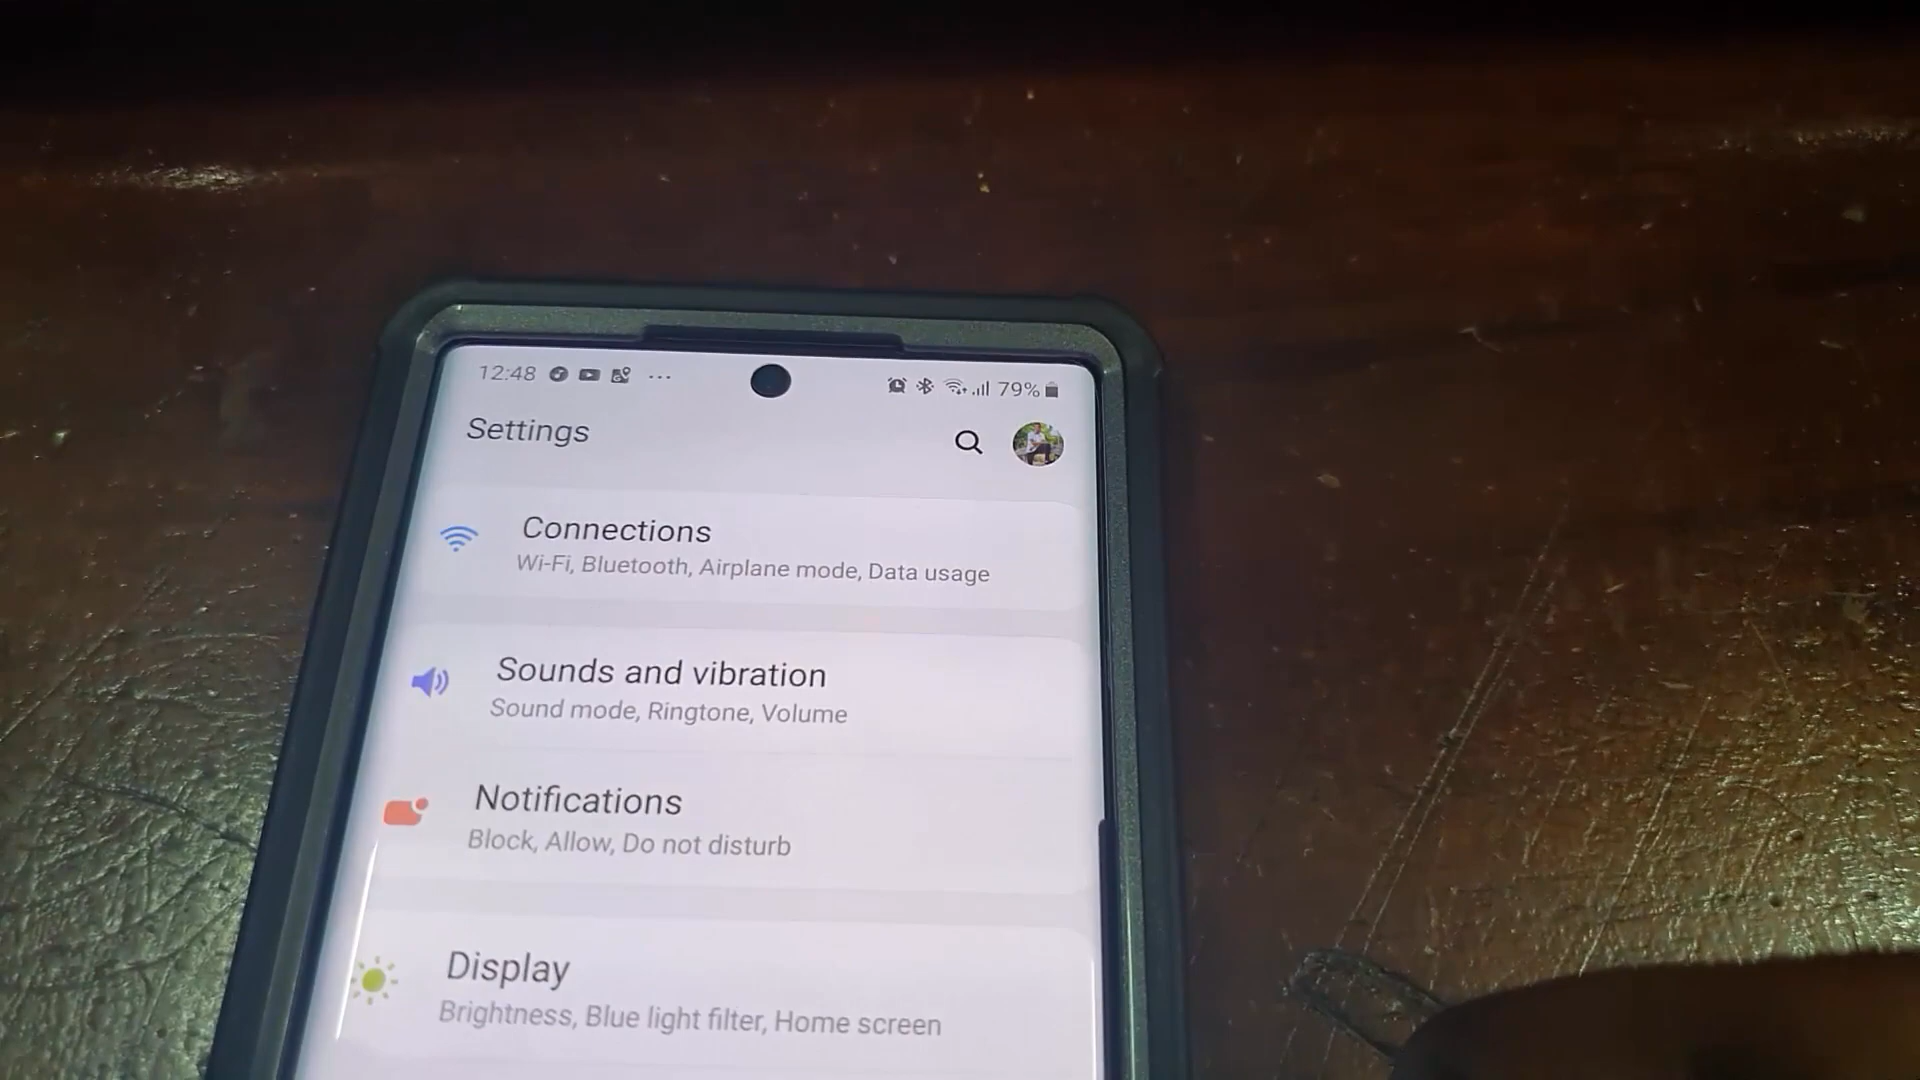 12:48
79%
Settings
Connections
Wi-Fi, Bluetooth, Airplane mode, Data usage
Sounds and vibration
Sound mode, Ringtone, Volume
Notifications
Block, Allow, Do not disturb
Display
Brightness, Blue light filter, Home screen